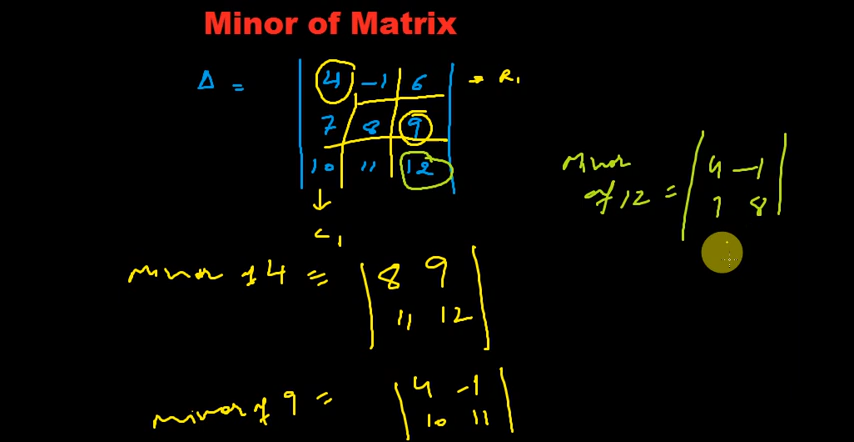 Minor of Matrix
Δ = | 4 -1 6 | → R₁
| 7 8 9 |
| 10 11 12 |
↓
C₁
Minor of 12 = | 4 -1 |
| 7 8 |
Minor of 4 = | 8 9 |
| 11 12 |
Minor of 9 = | 4 -1 |
| 10 11 |